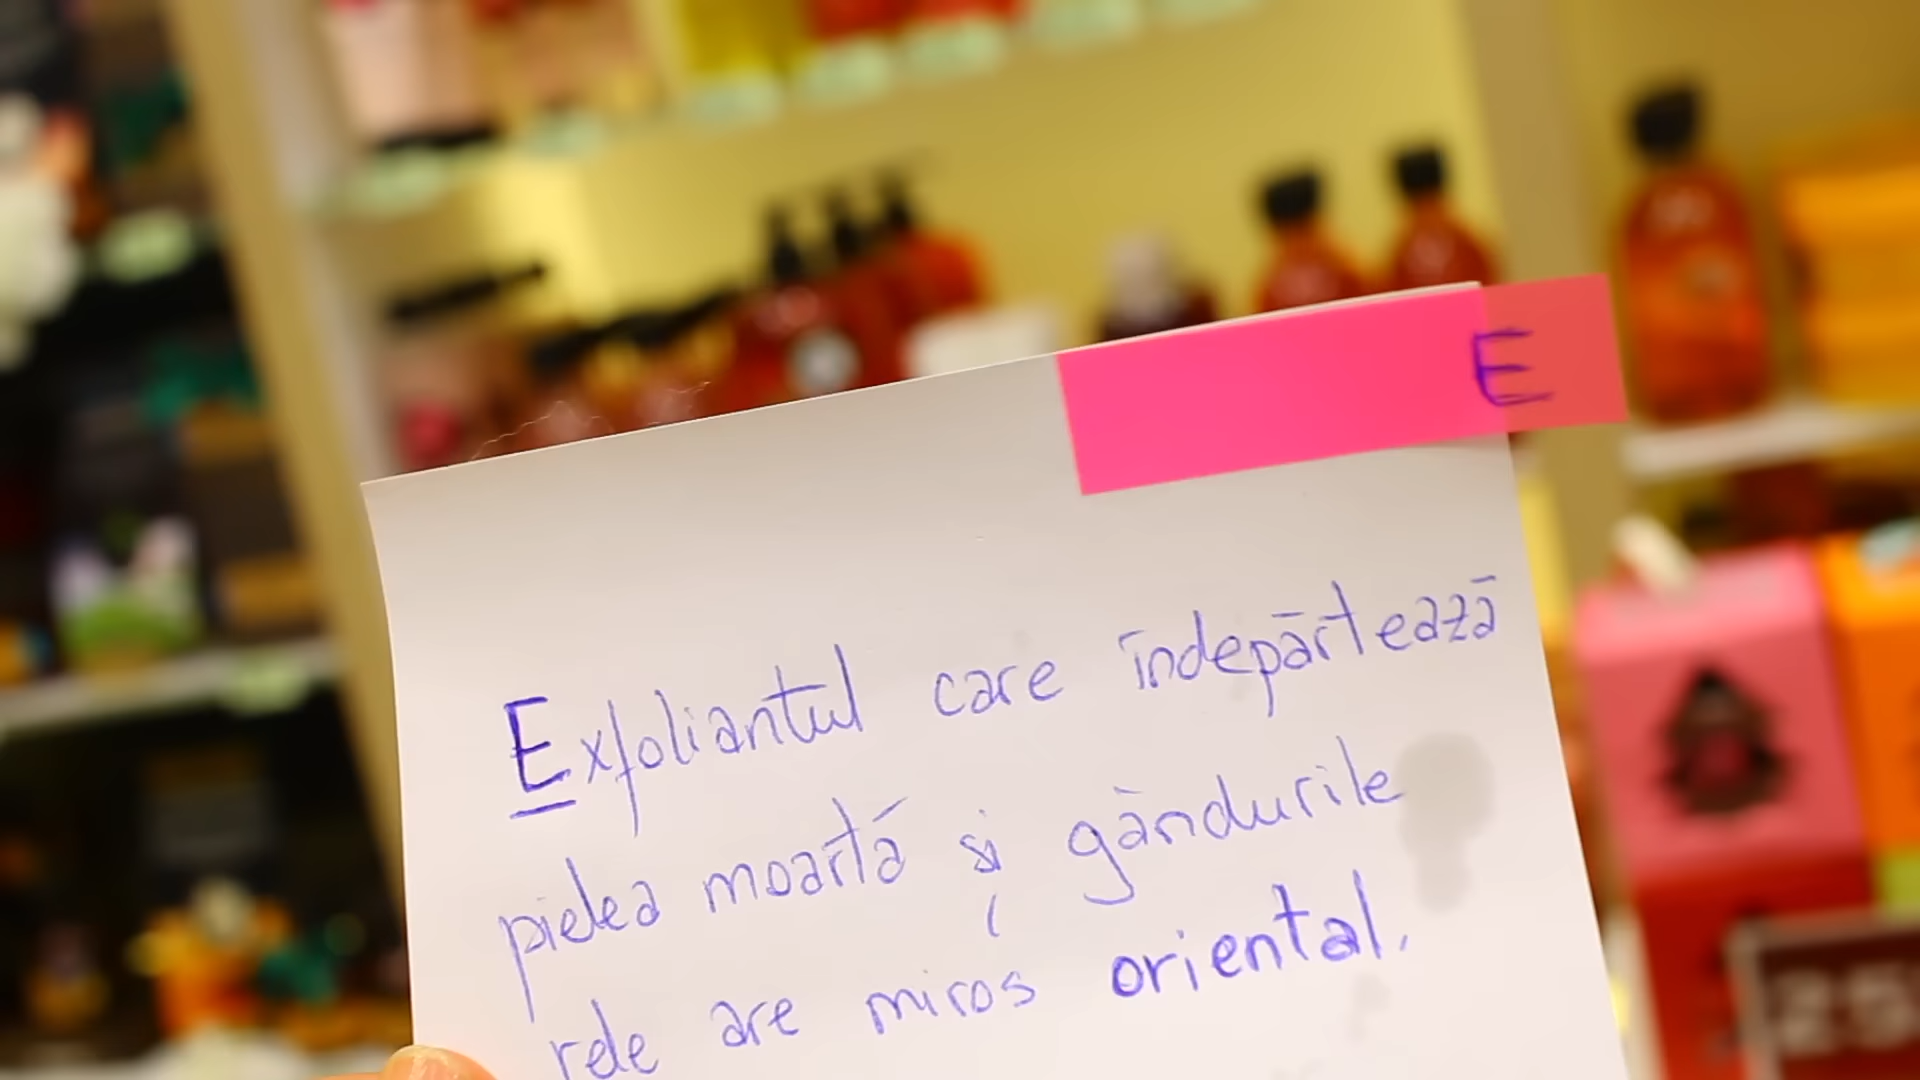 E
Exfoliantul care îndepărtează
pielea moartă și gândurile
rele are miros oriental.